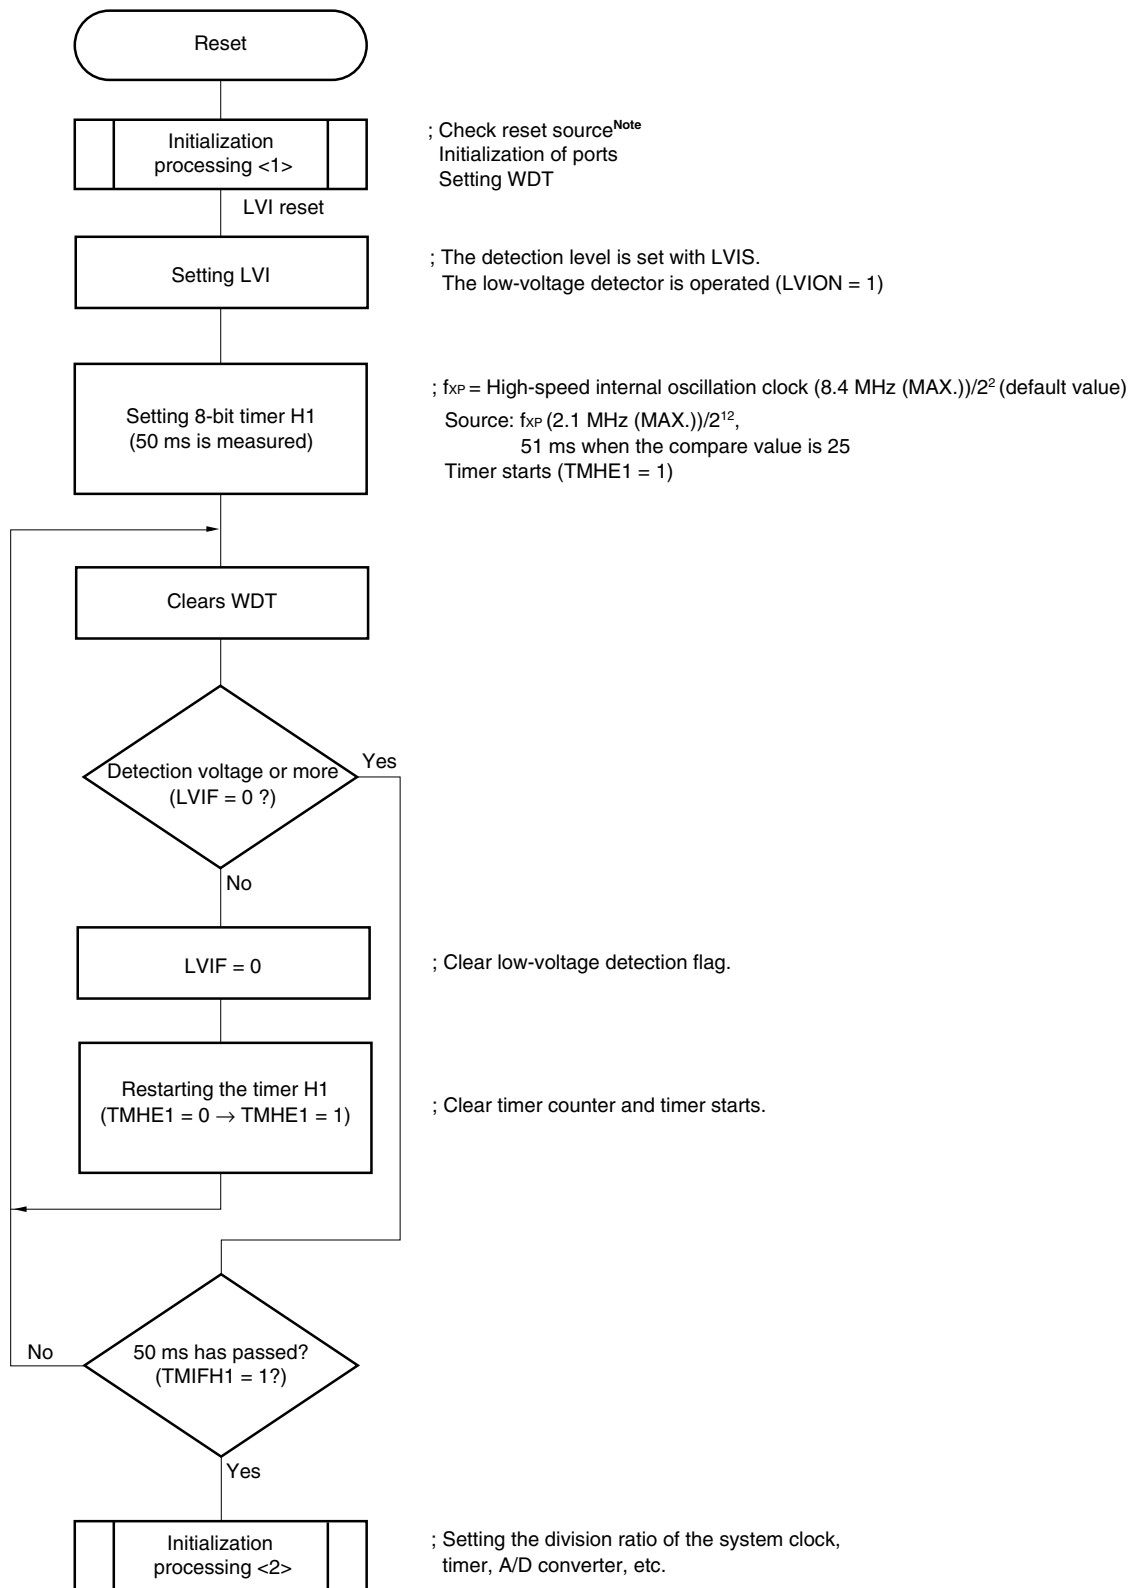 Reset
Initialization
processing <1>
; Check reset sourceNote
Initialization of ports
Setting WDT
LVI reset
Setting LVI
; The detection level is set with LVIS.
The low-voltage detector is operated (LVION = 1)
Setting 8-bit timer H1
(50 ms is measured)
; fXP = High-speed internal oscillation clock (8.4 MHz (MAX.))/2² (default value)
Source: fXP (2.1 MHz (MAX.))/2¹²,
51 ms when the compare value is 25
Timer starts (TMHE1 = 1)
Clears WDT
Detection voltage or more
(LVIF = 0 ?)
Yes
No
LVIF = 0
; Clear low-voltage detection flag.
Restarting the timer H1
(TMHE1 = 0 → TMHE1 = 1)
; Clear timer counter and timer starts.
50 ms has passed?
(TMIFH1 = 1?)
No
Yes
Initialization
processing <2>
; Setting the division ratio of the system clock,
timer, A/D converter, etc.